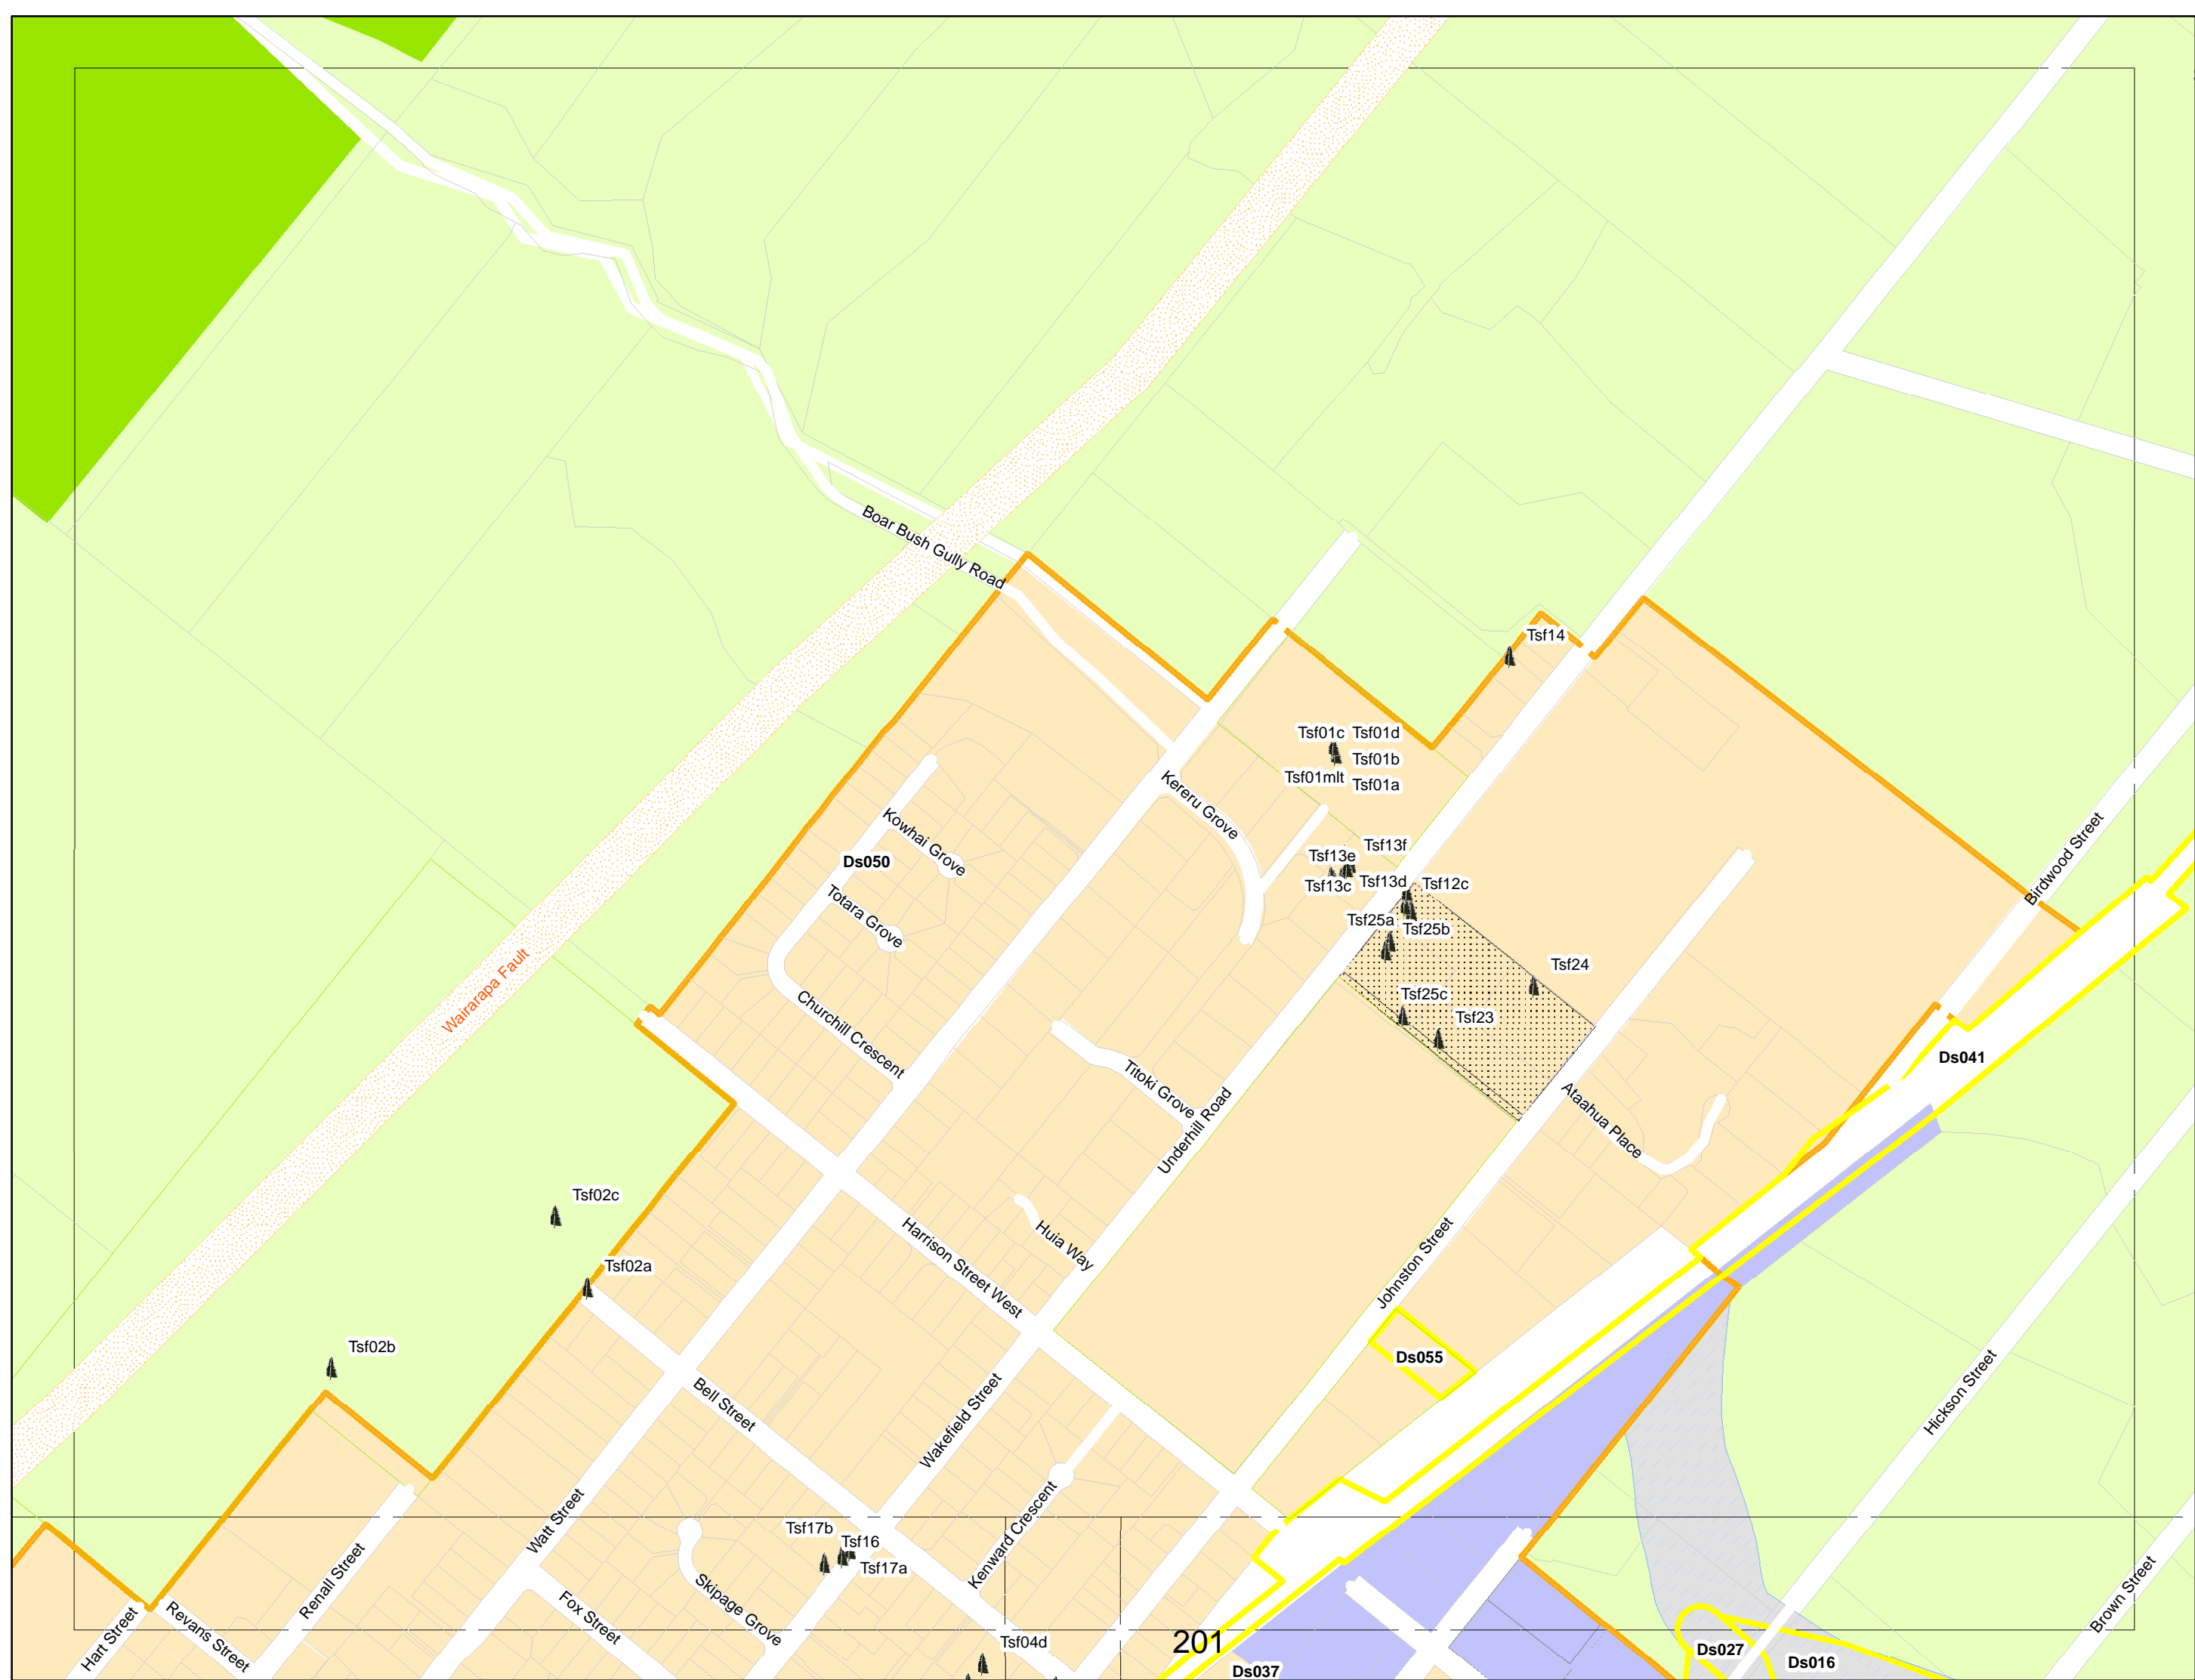 Boar Bush Gully Road
Tsf14
Tsf01c
Tsf01d
Tsf01b
Tsf01mlt
Tsf01a
Kereru Grove
Kowhai Grove
Ds050
Totara Grove
Tsf13f
Tsf13e
Tsf13c
Tsf13d
Tsf12c
Tsf25a
Tsf25b
Birdwood Street
Tsf24
Wairarapa Fault
Tsf25c
Tsf23
Churchill Crescent
Ds041
Titoki Grove
Underhill Road
Ataahua Place
Tsf02c
Huia Way
Harrison Street West
Johnston Street
Tsf02a
Tsf02b
Ds055
Bell Street
Wakefield Street
Hickson Street
Watt Street
Kenward Crescent
Tsf17b
Tsf16
Tsf17a
Renall Street
Skipage Grove
Fox Street
Brown Street
Hart Street
Revans Street
Tsf04d
201
Ds037
Ds027
Ds016